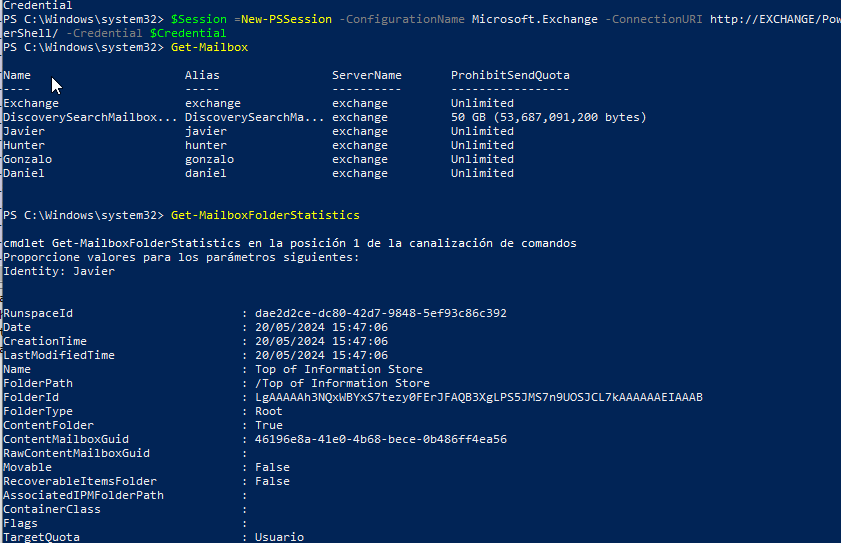 Credential
PS C:\Windows\system32> $Session =New-PSSession -ConfigurationName Microsoft.Exchange -ConnectionURI http://EXCHANGE/Pow
erShell/ -Credential $Credential
PS C:\Windows\system32> Get-Mailbox
Name Alias ServerName ProhibitSendQuota
---- ----- ---------- -----------------
Exchange exchange exchange Unlimited
DiscoverySearchMailbox... DiscoverySearchMa... exchange 50 GB (53,687,091,200 bytes)
Javier javier exchange Unlimited
Hunter hunter exchange Unlimited
Gonzalo gonzalo exchange Unlimited
Daniel daniel exchange Unlimited
PS C:\Windows\system32> Get-MailboxFolderStatistics
cmdlet Get-MailboxFolderStatistics en la posición 1 de la canalización de comandos
Proporcione valores para los parámetros siguientes:
Identity: Javier
RunspaceId : dae2d2ce-dc80-42d7-9848-5ef93c86c392
Date : 20/05/2024 15:47:06
CreationTime : 20/05/2024 15:47:06
LastModifiedTime : 20/05/2024 15:47:06
Name : Top of Information Store
FolderPath : /Top of Information Store
FolderId : LgAAAAAh3NQxWBYxS7tezy0FErJFAQB3XgLPS5JMS7n9UOSJCL7kAAAAAAEIAAAB
FolderType : Root
ContentFolder : True
ContentMailboxGuid : 46196e8a-41e0-4b68-bece-0b486ff4ea56
RawContentMailboxGuid :
Movable : False
RecoverableItemsFolder : False
AssociatedIPMFolderPath :
ContainerClass :
Flags :
TargetQuota : Usuario